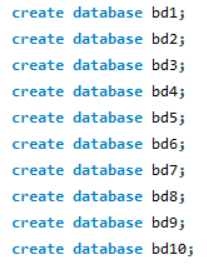 create database bd1;
create database bd2;
create database bd3;
create database bd4;
create database bd5;
create database bd6;
create database bd7;
create database bd8;
create database bd9;
create database bd10;